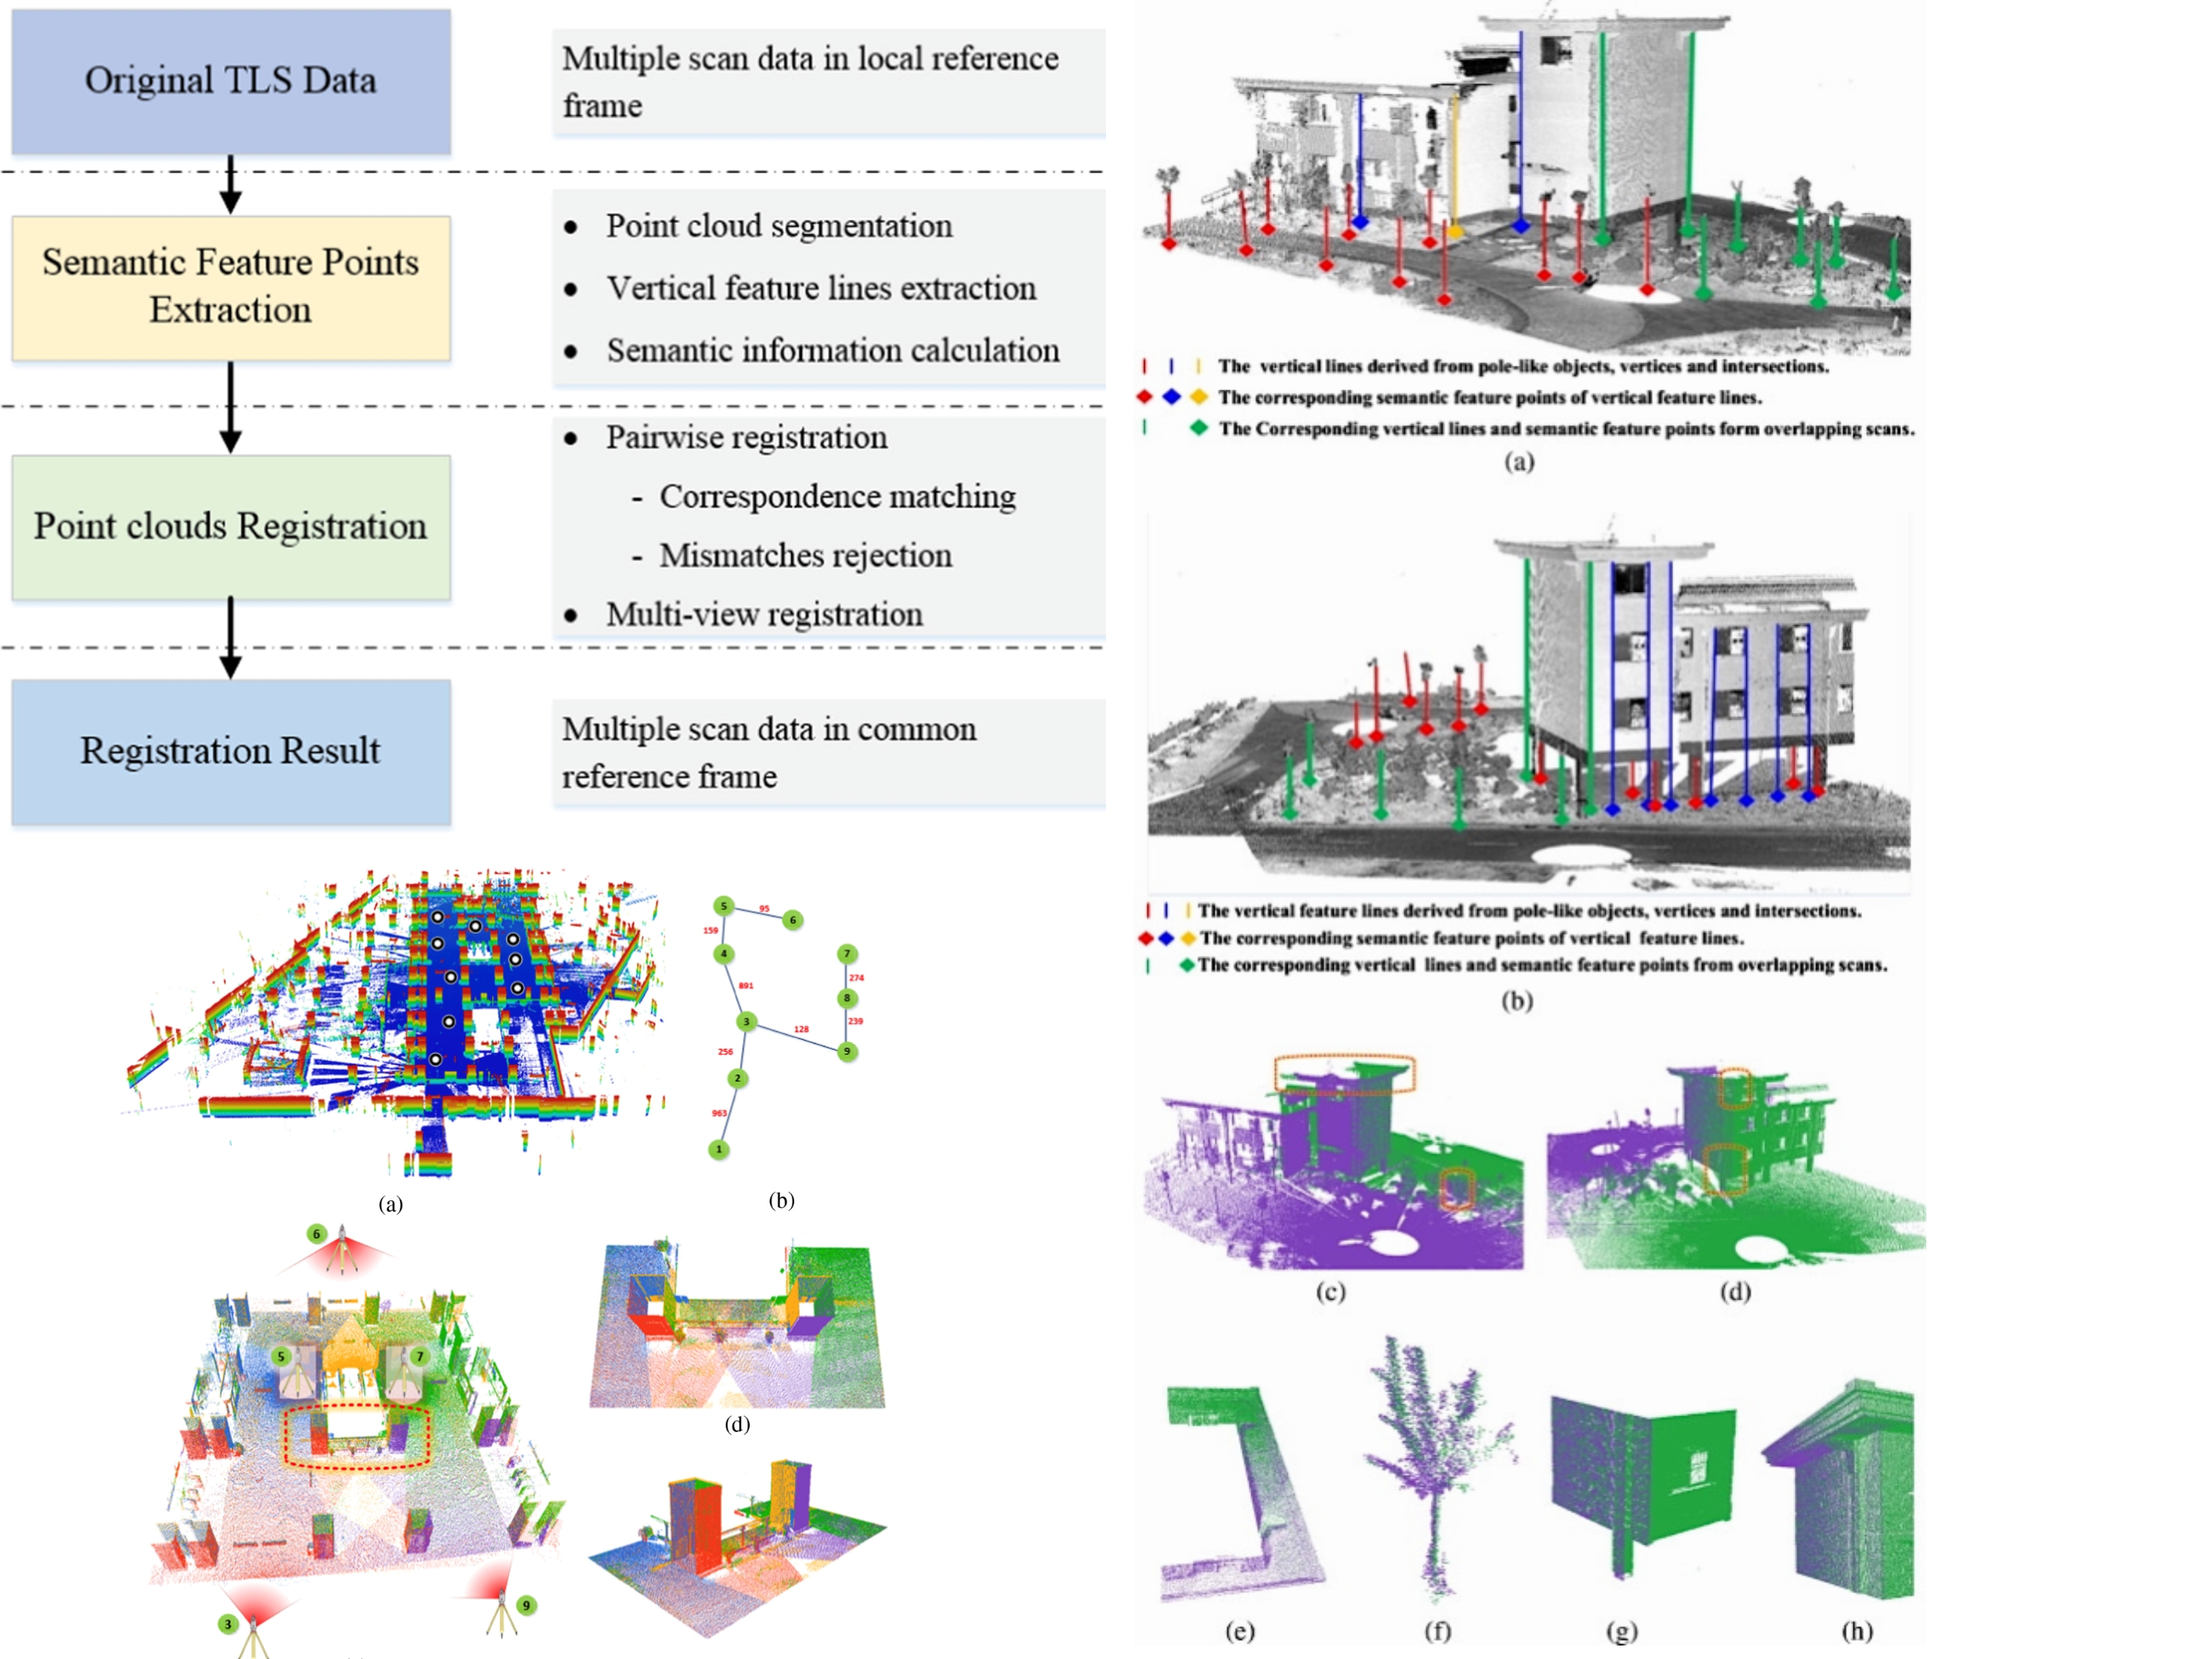 Original TLS Data
Multiple scan data in local reference
frame
Semantic Feature Points
Extraction
• Point cloud segmentation
• Vertical feature lines extraction
• Semantic information calculation
Point clouds Registration
• Pairwise registration
- Correspondence matching
- Mismatches rejection
• Multi-view registration
Registration Result
Multiple scan data in common
reference frame
The vertical lines derived from pole-like objects, vertices and intersections.
The corresponding semantic feature points of vertical feature lines.
The Corresponding vertical lines and semantic feature points form overlapping scans.
(a)
The vertical feature lines derived from pole-like objects, vertices and intersections.
The corresponding semantic feature points of vertical feature lines.
The corresponding vertical lines and semantic feature points from overlapping scans.
(b)
(c)
(d)
(e)
(f)
(g)
(h)
5
95
6
159
4
7
891
274
8
3
128
239
256
9
2
963
1
(a)
(b)
6
5
7
3
9
(d)